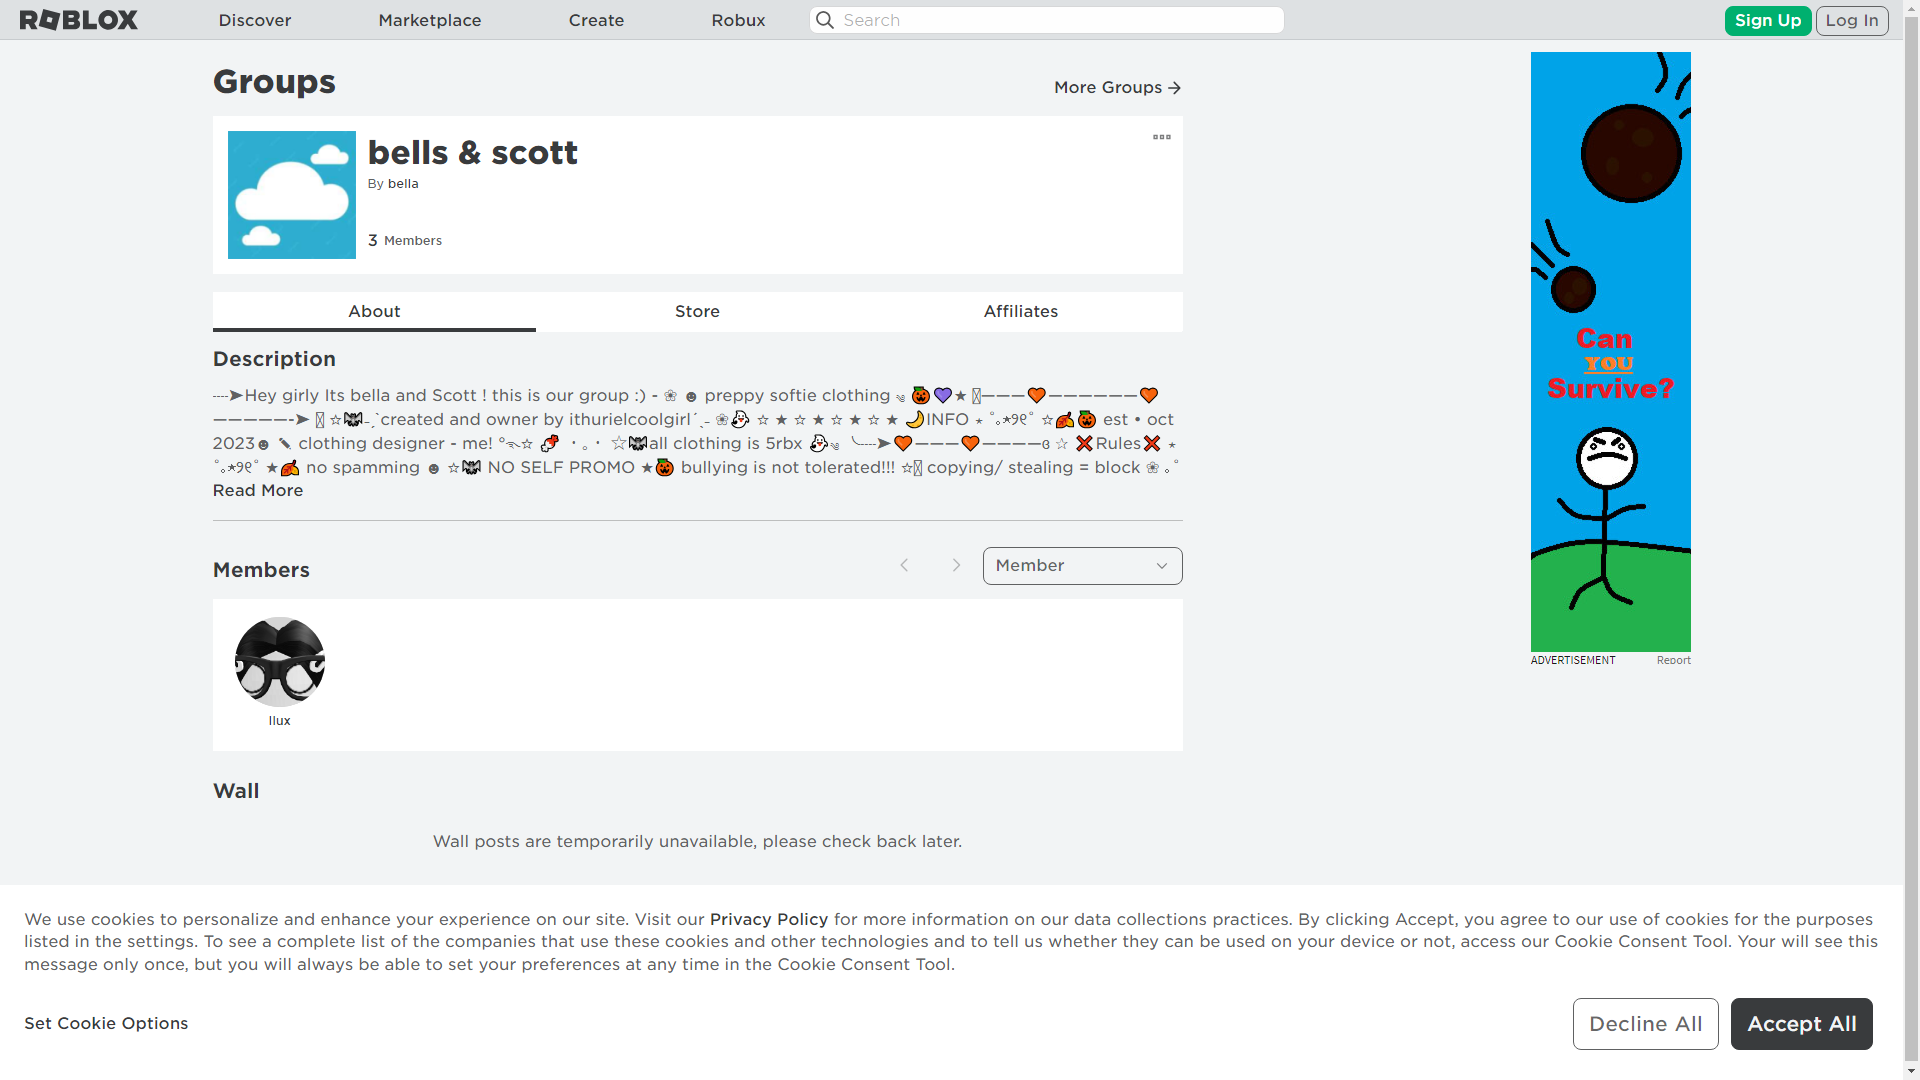 ROBLOX
Discover
Marketplace
Create
Robux
Search
Sign Up
Log In
Groups
More Groups
bells & scott
By bella
3 Members
About
Store
Affiliates
Description
┈➤Hey girly Its bella and Scott ! this is our group :) - ❀ ☻ preppy softie clothing ༄ 🎃💜★ ———🧡——————🧡
—————-➤ ☆🦇-ˏˋcreated and owner by ithurielcoolgirlˊˎ- ❀👻 ☆ ★ ☆ ★ ☆ ★ ☆ ★ 🌙INFO ⋆ ˚｡⋆୨୧˚ ☆🍂🎃 est • oct
2023☻ ✎ clothing designer - me! °࿐☆ 📌 ・。・ ☆🦇all clothing is 5rbx 👻༄ ╰┈➤🧡———🧡————ɞ ☆ ❌Rules❌ ⋆
˚｡⋆୨୧˚ ★🍂 no spamming ☻ ☆🦇 NO SELF PROMO ★🎃 bullying is not tolerated!!! ☆ copying/ stealing = block ❀ ｡˚
Read More
Members
Member
llux
Wall
Wall posts are temporarily unavailable, please check back later.
Can
YOU
Survive?
ADVERTISEMENT
Report
We use cookies to personalize and enhance your experience on our site. Visit our Privacy Policy for more information on our data collections practices. By clicking Accept, you agree to our use of cookies for the purposes
listed in the settings. To see a complete list of the companies that use these cookies and other technologies and to tell us whether they can be used on your device or not, access our Cookie Consent Tool. Your will see this
message only once, but you will always be able to set your preferences at any time in the Cookie Consent Tool.
Set Cookie Options
Decline All
Accept All